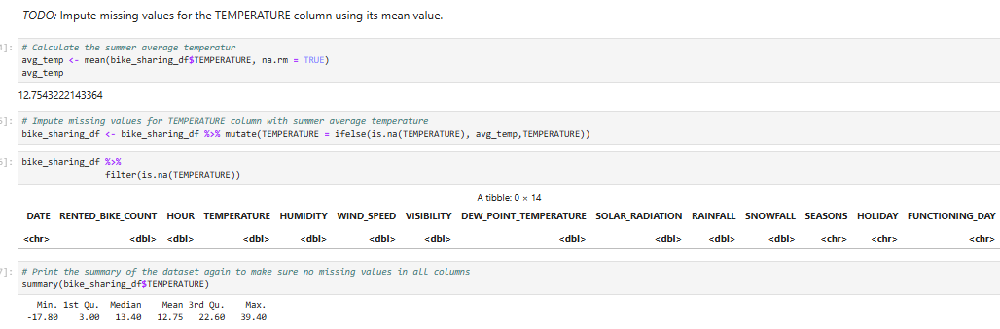 TODO: Impute missing values for the TEMPERATURE column using its mean value.
]:
# Calculate the summer average temperatur
avg_temp <- mean(bike_sharing_df$TEMPERATURE, na.rm = TRUE)
avg_temp
12.7543222143364
5]:
# Impute missing values for TEMPERATURE column with summer average temperature
bike_sharing_df <- bike_sharing_df %>% mutate(TEMPERATURE = ifelse(is.na(TEMPERATURE), avg_temp,TEMPERATURE))
5]:
bike_sharing_df %>%
filter(is.na(TEMPERATURE))
A tibble: 0 × 14
DATE RENTED_BIKE_COUNT HOUR TEMPERATURE HUMIDITY WIND_SPEED VISIBILITY DEW_POINT_TEMPERATURE SOLAR_RADIATION RAINFALL SNOWFALL SEASONS HOLIDAY FUNCTIONING_DAY
<chr> <dbl> <dbl> <dbl> <dbl> <dbl> <dbl> <dbl> <dbl> <dbl> <dbl> <chr> <chr> <chr>
7]:
# Print the summary of the dataset again to make sure no missing values in all columns
summary(bike_sharing_df$TEMPERATURE)
Min. 1st Qu. Median Mean 3rd Qu. Max.
-17.80 3.00 13.40 12.75 22.60 39.40